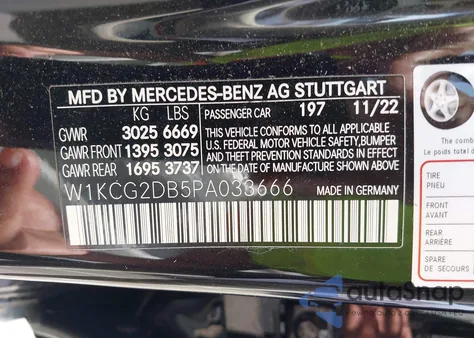 MFD BY MERCEDES-BENZ AG STUTTGART
KG LBS PASSENGER CAR 197 11/22
GVWR 3025 6669
GAWR FRONT 1395 3075
GAWR REAR 1695 3737
THIS VEHICLE CONFORMS TO ALL APPLICABLE
U.S. FEDERAL MOTOR VEHICLE SAFETY, BUMPER
AND THEFT PREVENTION STANDARDS IN EFFECT
ON THE DATE OF MANUFACTURE SHOWN ABOVE.
W1KCG2DB5PA033666
TIRE
PNEU
FRONT
AVANT
REAR
ARRIÈRE
SPARE
DE SECOURS
autoSnap